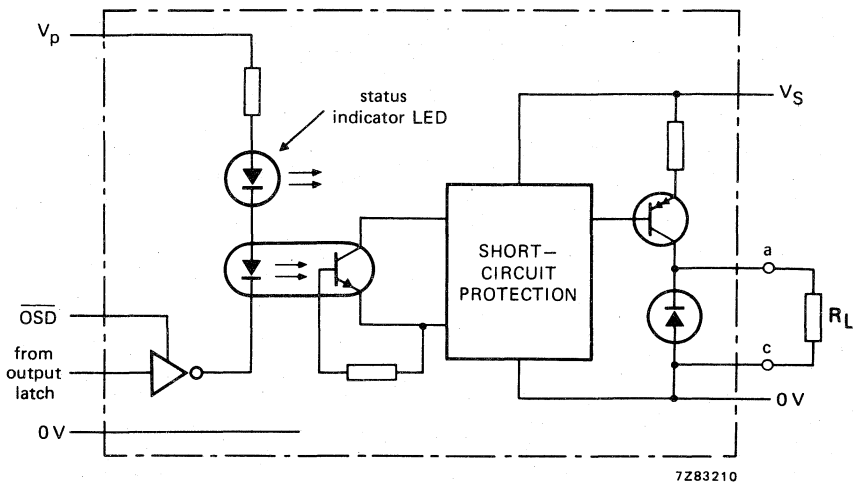 Vp
status
indicator LED
VS
SHORT–
CIRCUIT
PROTECTION
a
RL
c
OSD
from
output
latch
0 V
0 V
7Z83210